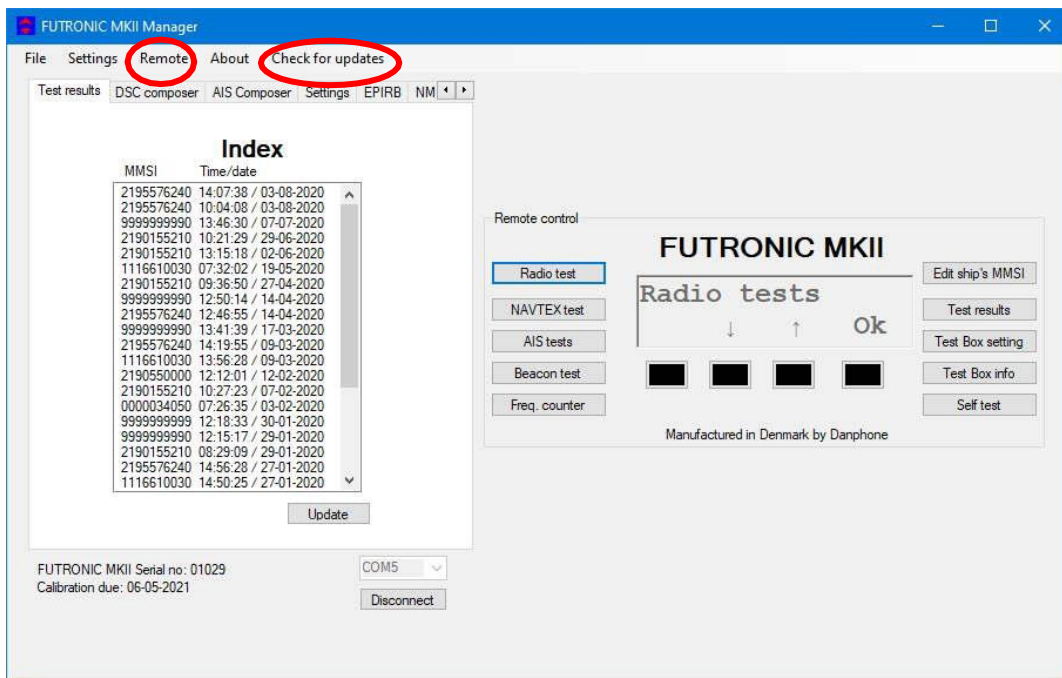 FUTRONIC MKII Manager
File Settings Remote About Check for updates
Test results DSC composer AIS Composer Settings EPIRB NM
Index
MMSI Time/date
2195576240 14:07:38 / 03-08-2020
2195576240 10:04:08 / 03-08-2020
9999999990 13:46:30 / 07-07-2020
2190155210 10:21:29 / 29-06-2020
2190155210 13:15:18 / 02-06-2020
1116610030 07:32:02 / 19-05-2020
2190155210 09:36:50 / 27-04-2020
9999999990 12:50:14 / 14-04-2020
2195576240 12:46:55 / 14-04-2020
9999999990 13:41:39 / 17-03-2020
2195576240 14:19:55 / 09-03-2020
1116610030 13:56:28 / 09-03-2020
2190550000 12:12:01 / 12-02-2020
2190155210 10:27:23 / 07-02-2020
0000034050 07:26:35 / 03-02-2020
9999999999 12:18:33 / 30-01-2020
9999999990 12:15:17 / 29-01-2020
2190155210 08:29:09 / 29-01-2020
2195576240 14:56:28 / 27-01-2020
1116610030 14:50:25 / 27-01-2020
Update
FUTRONIC MKII Serial no: 01029
Calibration due: 06-05-2021
COM5
Disconnect
Remote control
FUTRONIC MKII
Radio test
NAVTEX test
AIS tests
Beacon test
Freq. counter
Radio tests
↓ ↑ Ok
Edit ship's MMSI
Test results
Test Box setting
Test Box info
Self test
Manufactured in Denmark by Danphone